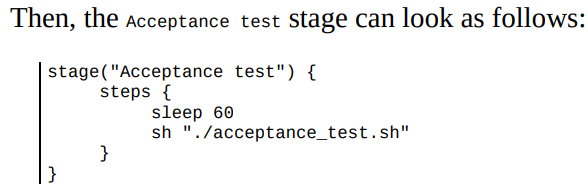 Then, the Acceptance test stage can look as follows:
stage("Acceptance test") {
     steps {
          sleep 60
          sh "./acceptance_test.sh"
     }
}